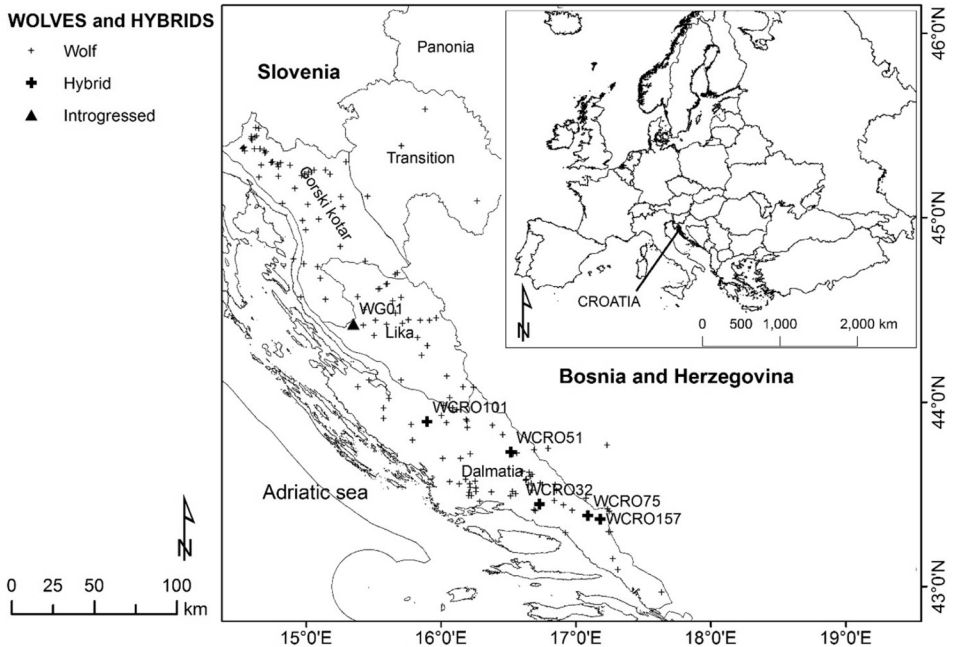 WOLVES and HYBRIDS
Wolf
Hybrid
Introgressed
Panonia
Slovenia
Transition
Gorski kotar
WG01
Lika
CROATIA
N
0 500 1,000 2,000 km
Bosnia and Herzegovina
WCRO101
WCRO51
Dalmatia
WCRO32
WCRO75
WCRO157
Adriatic sea
N
0 25 50 100
km
46°0'N
45°0'N
44°0'N
43°0'N
15°0'E 16°0'E 17°0'E 18°0'E 19°0'E